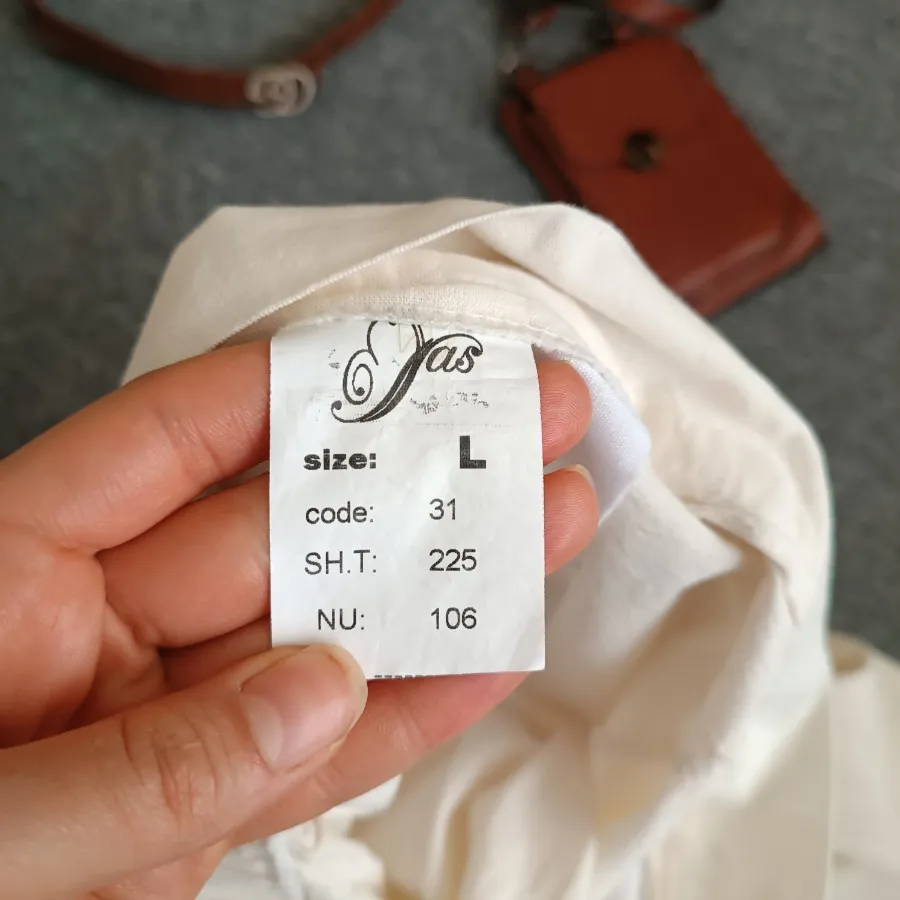 Yas
size: L
code: 31
SH.T: 225
NU: 106